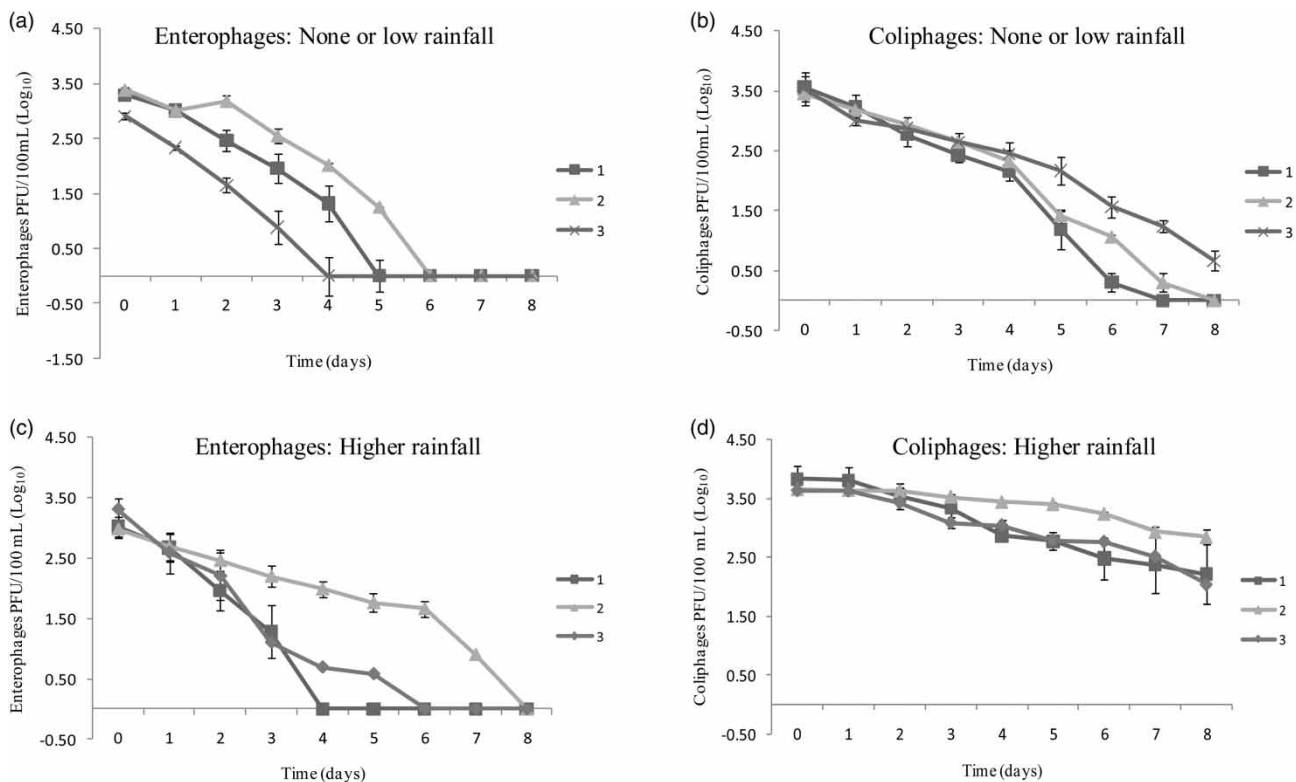 (a)
Enterophages: None or low rainfall
Enterophages PFU/100mL (Log10)
4.50
3.50
2.50
1.50
0.50
-0.50
-1.50
0 1 2 3 4 5 6 7 8
Time (days)
1
2
3
(b)
Coliphages: None or low rainfall
Coliphages PFU/100mL (Log10)
4.50
3.50
2.50
1.50
0.50
-0.50
0 1 2 3 4 5 6 7 8
Time (days)
1
2
3
(c)
Enterophages: Higher rainfall
Enterophages PFU/100 mL (Log10)
4.50
3.50
2.50
1.50
0.50
-0.50
0 1 2 3 4 5 6 7 8
Time (days)
1
2
3
(d)
Coliphages: Higher rainfall
Coliphages PFU/100 mL (Log10)
4.50
3.50
2.50
1.50
0.50
-0.50
0 1 2 3 4 5 6 7 8
Time (days)
1
2
3